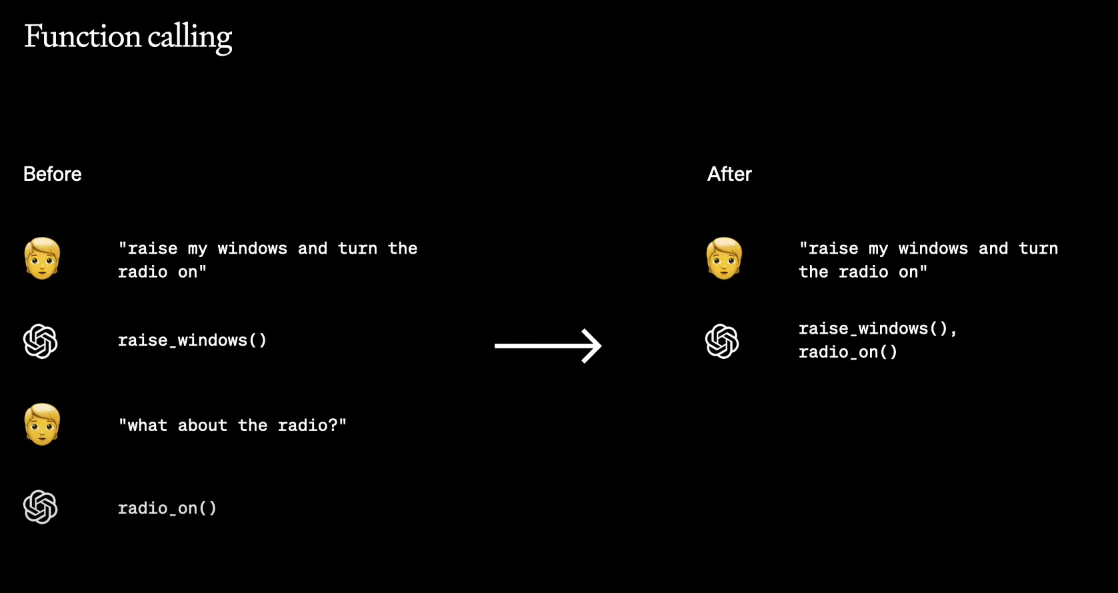 Function calling
Before
"raise my windows and turn the
radio on"
raise_windows()
"what about the radio?"
radio_on()
After
"raise my windows and turn
the radio on"
raise_windows(),
radio_on()